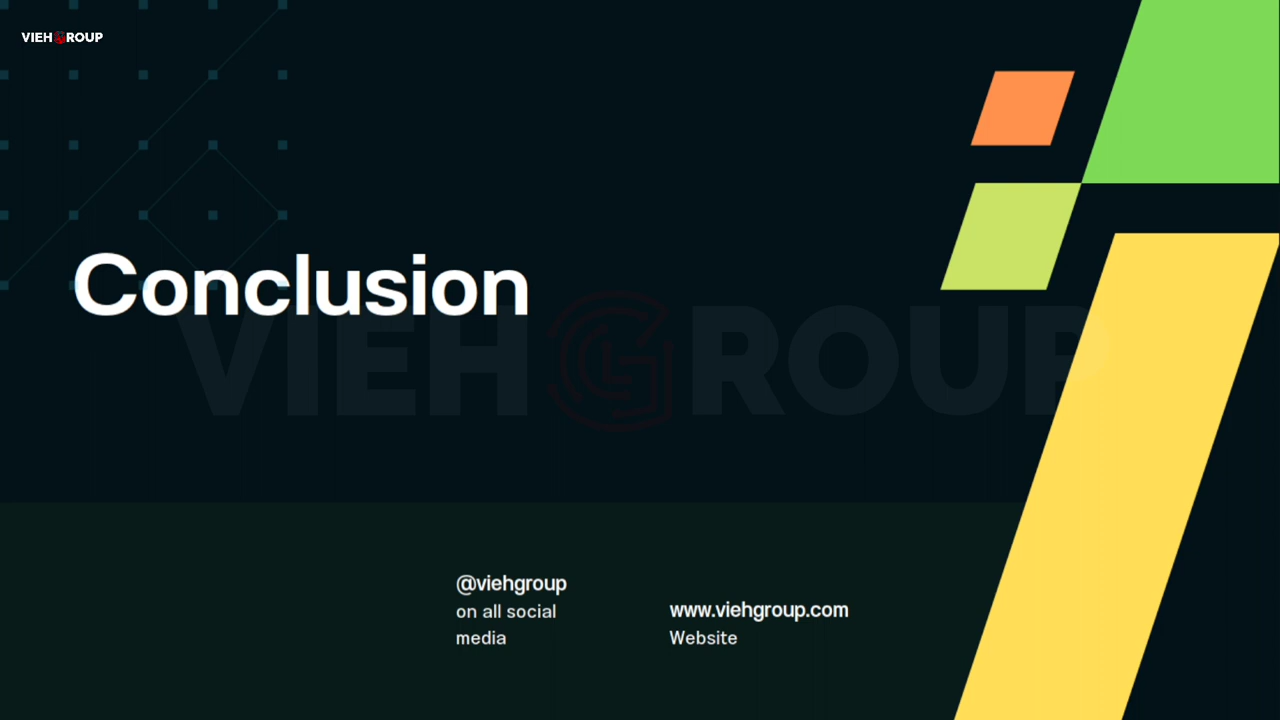 VIEHGROUP
Conclusion
VIEHGROUP
@viehgroup
on all social
media
www.viehgroup.com
Website